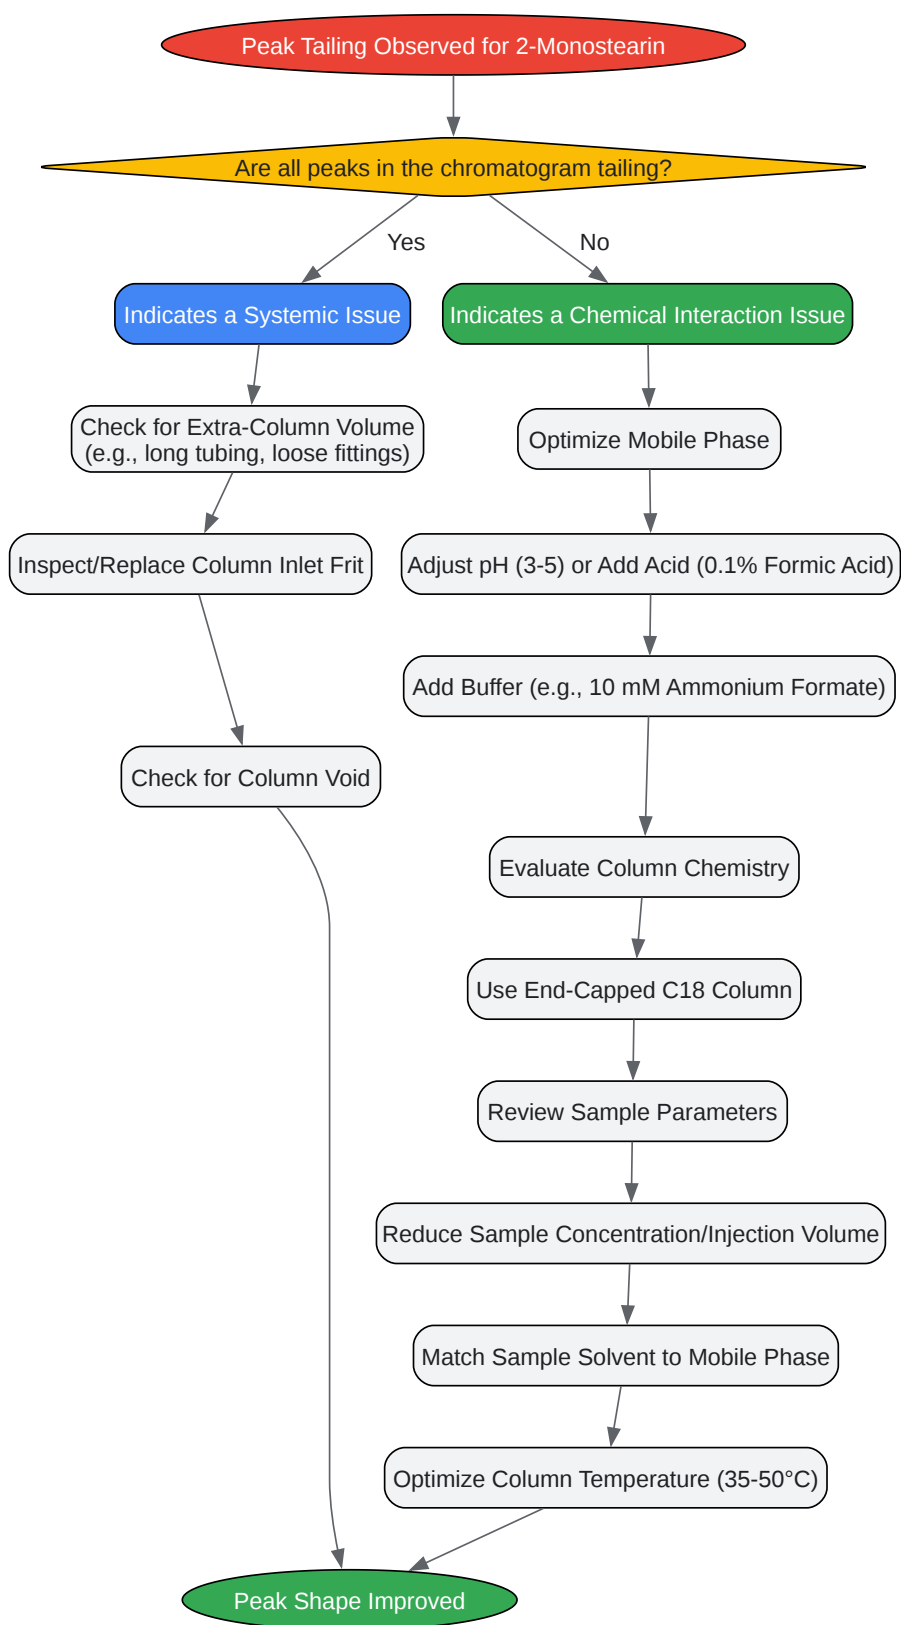 Peak Tailing Observed for 2-Monostearin
Are all peaks in the chromatogram tailing?
Yes
No
Indicates a Systemic Issue
Indicates a Chemical Interaction Issue
Check for Extra-Column Volume
(e.g., long tubing, loose fittings)
Optimize Mobile Phase
Inspect/Replace Column Inlet Frit
Adjust pH (3-5) or Add Acid (0.1% Formic Acid)
Add Buffer (e.g., 10 mM Ammonium Formate)
Check for Column Void
Evaluate Column Chemistry
Use End-Capped C18 Column
Review Sample Parameters
Reduce Sample Concentration/Injection Volume
Match Sample Solvent to Mobile Phase
Optimize Column Temperature (35-50°C)
Peak Shape Improved